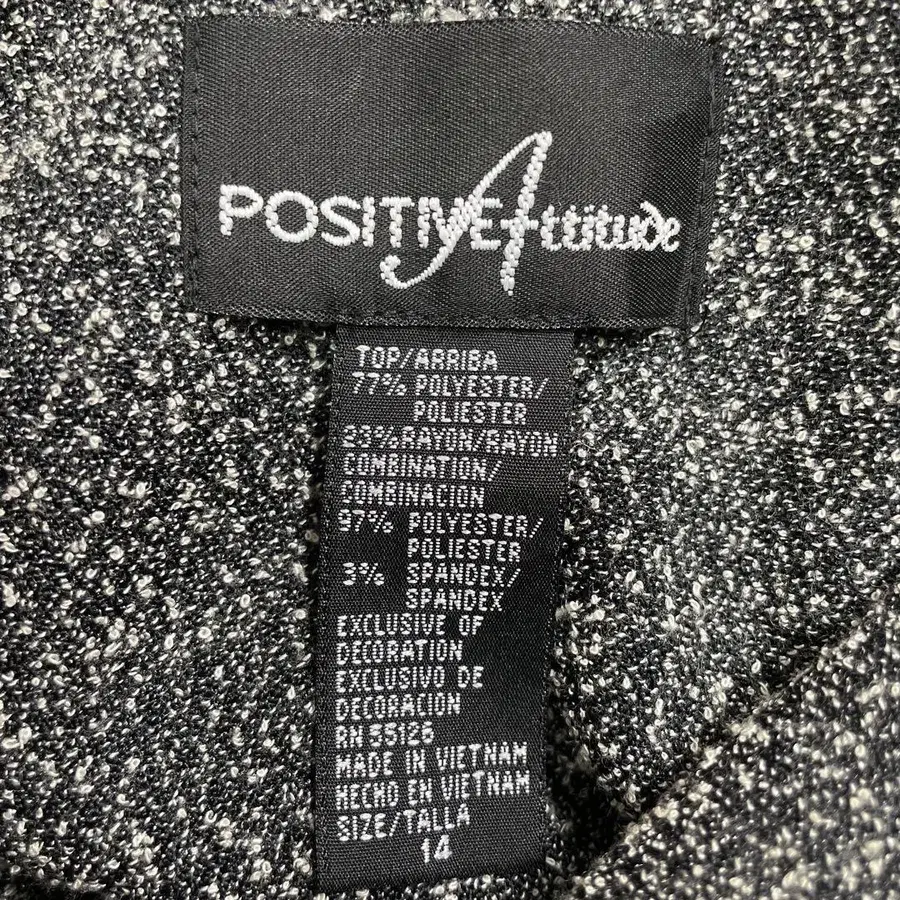 POSITIVE Attitude
TOP/ARRIBA
77% POLYESTER/
POLIESTER
23% RAYON/RAYON
COMBINATION/
COMBINACION
97% POLYESTER/
POLIESTER
3% SPANDEX/
SPANDEX
EXCLUSIVE OF
DECORATION/
EXCLUSIVO DE
DECORACION
RN
MADE IN VIETNAM
HECHO EN VIETNAM
SIZE/TALLA
14